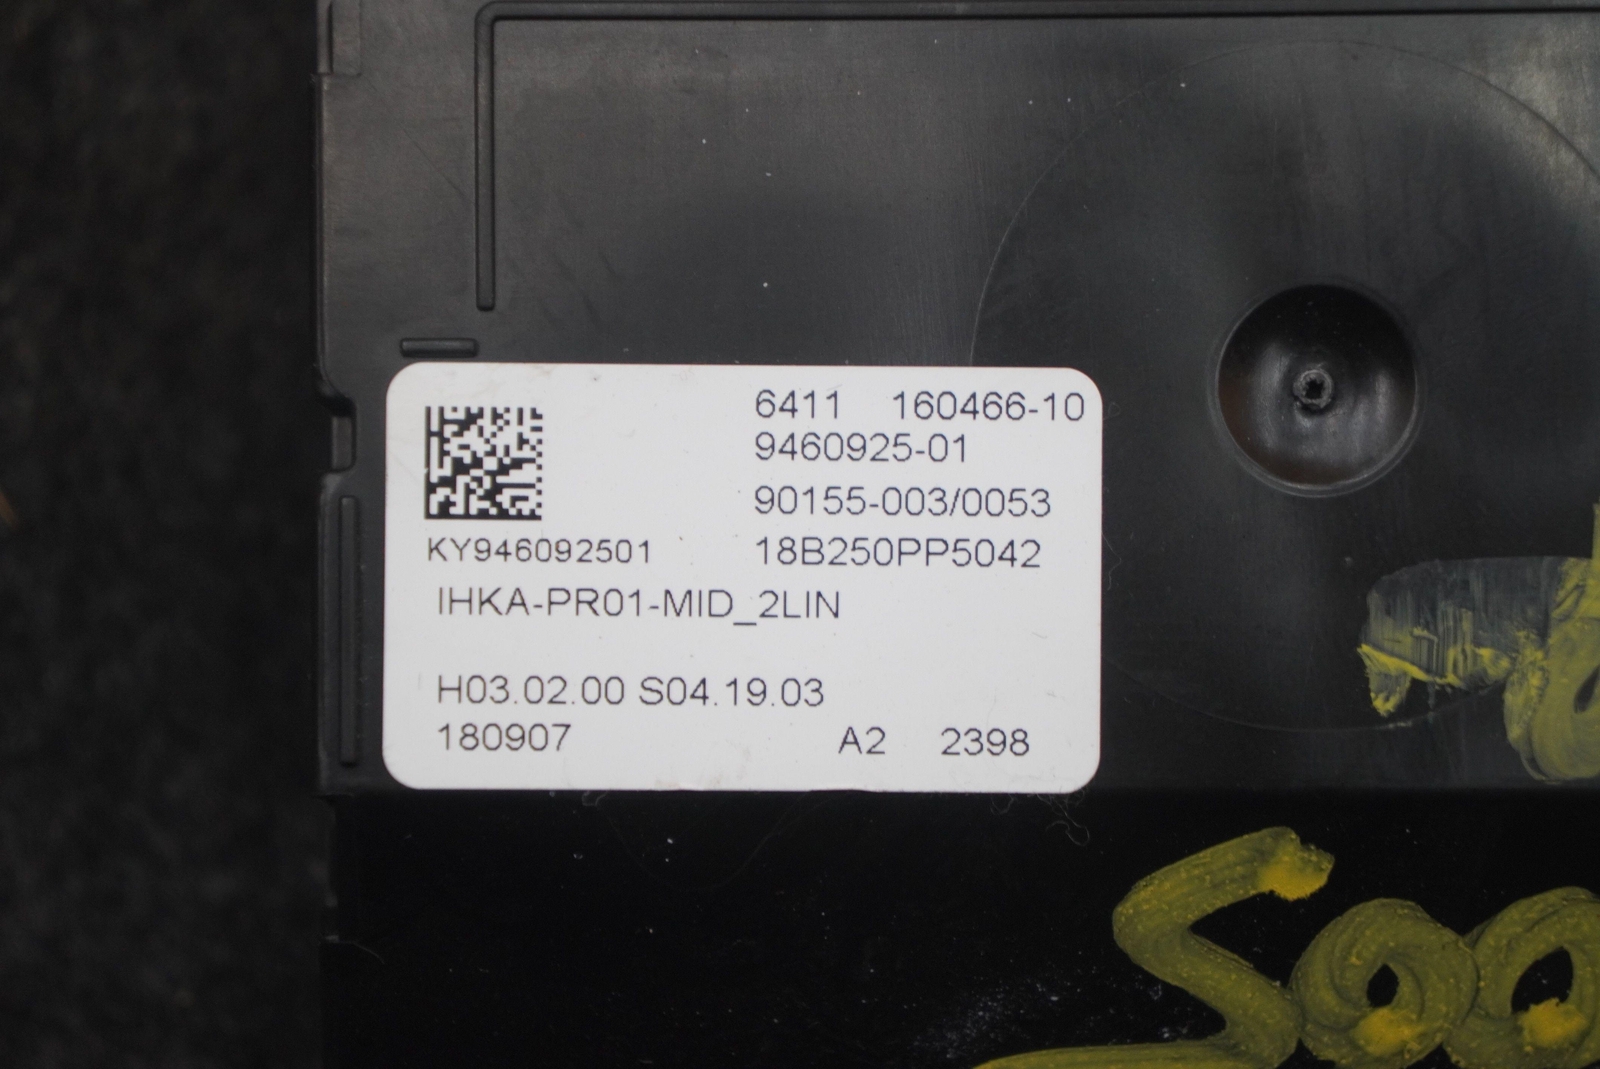 6411 160466-10
9460925-01
90155-003/0053
KY946092501 18B250PP5042
IHKA-PR01-MID_2LIN
H03.02.00 S04.19.03
180907 A2 2398